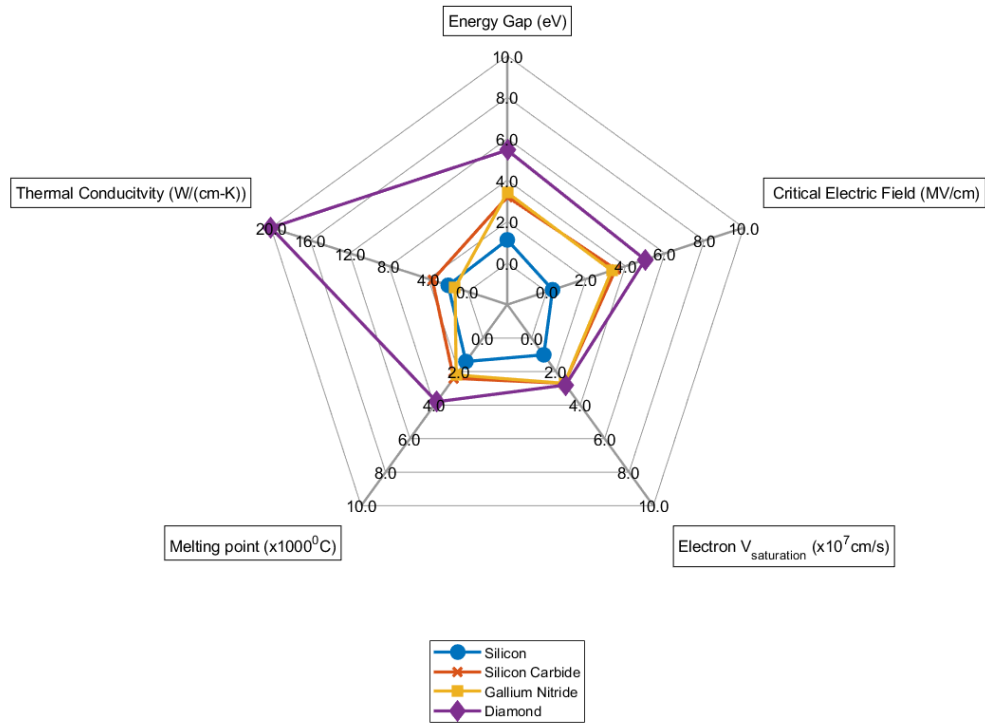 Energy Gap (eV)
10.0
8.0
6.0
4.0
2.0
0.0
Thermal Conducitvity (W/(cm-K))
20.0 16.0 12.0 8.0 4.0 0.0
Critical Electric Field (MV/cm)
0.0 2.0 4.0 6.0 8.0 10.0
0.0 0.0
2.0 2.0
4.0 4.0
6.0 6.0
8.0 8.0
10.0 10.0
Melting point (x1000⁰C)
Electron Vsaturation (x10⁷cm/s)
Silicon
Silicon Carbide
Gallium Nitride
Diamond